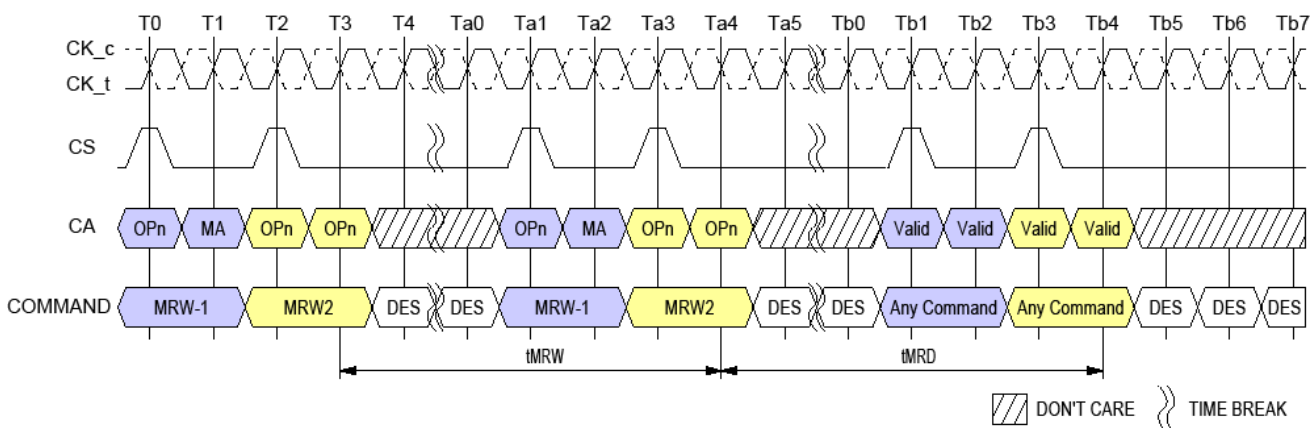 T0 T1 T2 T3 T4 Ta0 Ta1 Ta2 Ta3 Ta4 Ta5 Tb0 Tb1 Tb2 Tb3 Tb4 Tb5 Tb6 Tb7
CK_c
CK_t
CS
CA OPn MA OPn OPn OPn MA OPn OPn Valid Valid Valid Valid
COMMAND MRW-1 MRW2 DES DES MRW-1 MRW2 DES DES Any Command Any Command DES DES DES
tMRW tMRD
DON'T CARE TIME BREAK